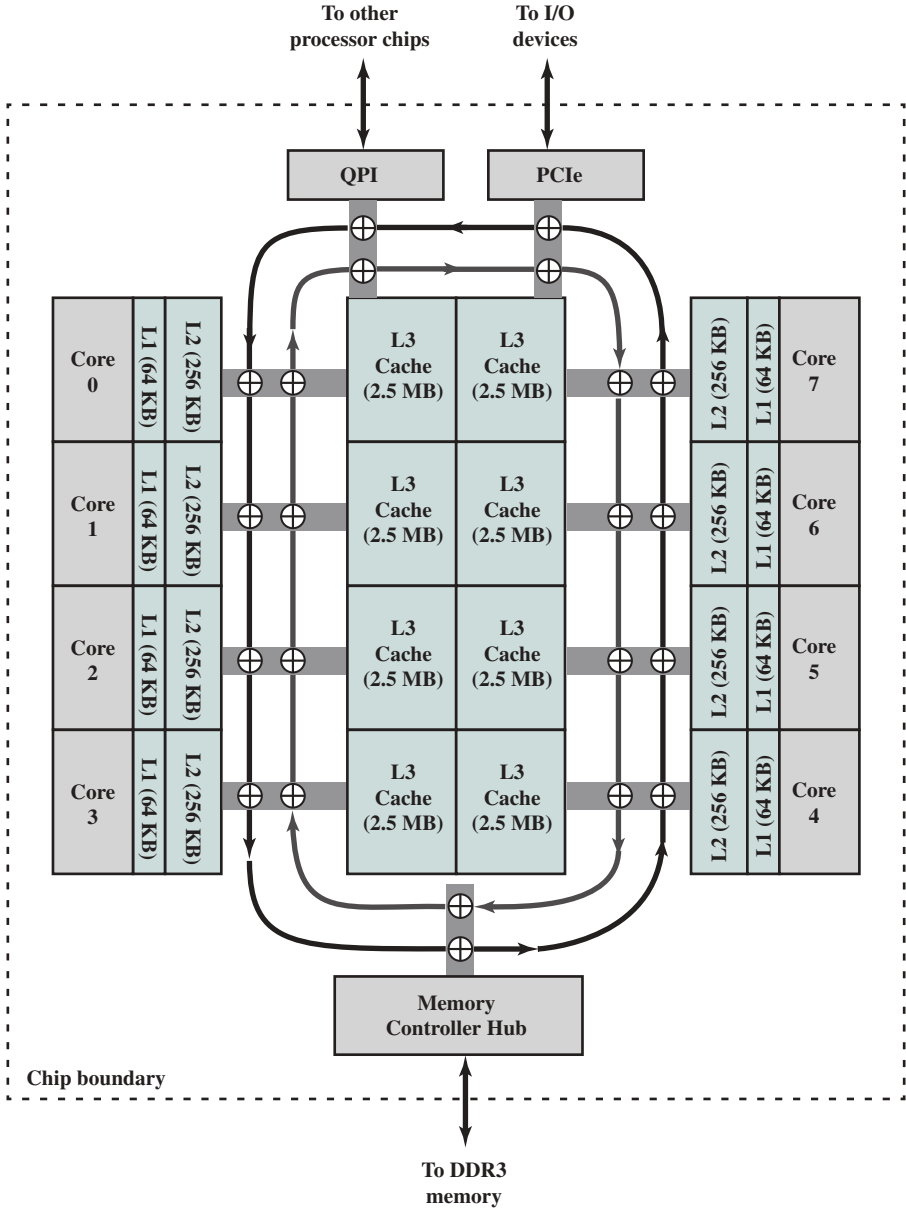 To other
processor chips
To I/O
devices
QPI
PCIe
Core
0
L1 (64 KB)
L2 (256 KB)
L3
Cache
(2.5 MB)
L3
Cache
(2.5 MB)
L2 (256 KB)
L1 (64 KB)
Core
7
Core
1
L1 (64 KB)
L2 (256 KB)
L3
Cache
(2.5 MB)
L3
Cache
(2.5 MB)
L2 (256 KB)
L1 (64 KB)
Core
6
Core
2
L1 (64 KB)
L2 (256 KB)
L3
Cache
(2.5 MB)
L3
Cache
(2.5 MB)
L2 (256 KB)
L1 (64 KB)
Core
5
Core
3
L1 (64 KB)
L2 (256 KB)
L3
Cache
(2.5 MB)
L3
Cache
(2.5 MB)
L2 (256 KB)
L1 (64 KB)
Core
4
Memory
Controller Hub
Chip boundary
To DDR3
memory